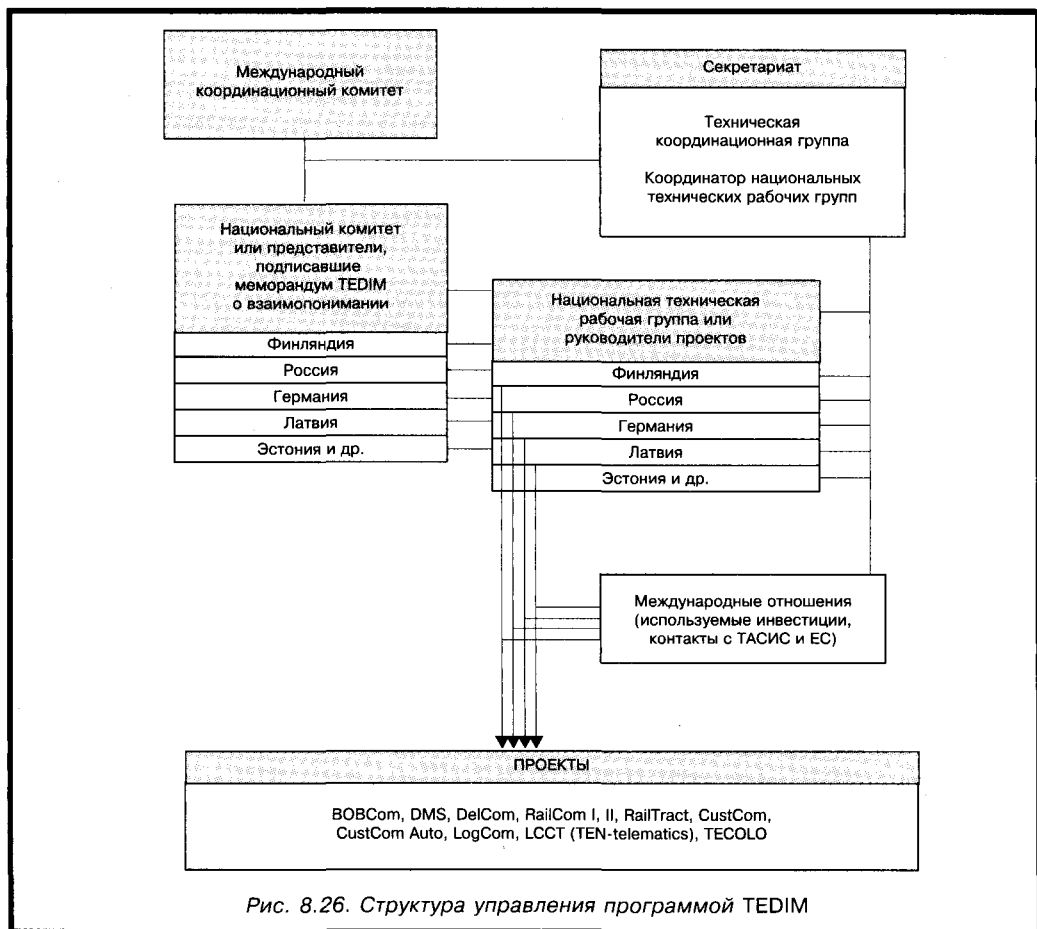 Международный
координационный комитет
Секретариат
Техническая
координационная группа
Координатор национальных
технических рабочих групп
Национальный комитет
или представители,
подписавшие
меморандум TEDIM
о взаимопонимании
Финляндия
Россия
Германия
Латвия
Эстония и др.
Национальная техническая
рабочая группа или
руководители проектов
Финляндия
Россия
Германия
Латвия
Эстония и др.
Международные отношения
(используемые инвестиции,
контакты с ТАСИС и ЕС)
ПРОЕКТЫ
BOBCom, DMS, DelCom, RailCom I, II, RailTract, CustCom,
CustCom Auto, LogCom, LCCT (TEN-telematics), TECOLO
Рис. 8.26. Структура управления программой TEDIM